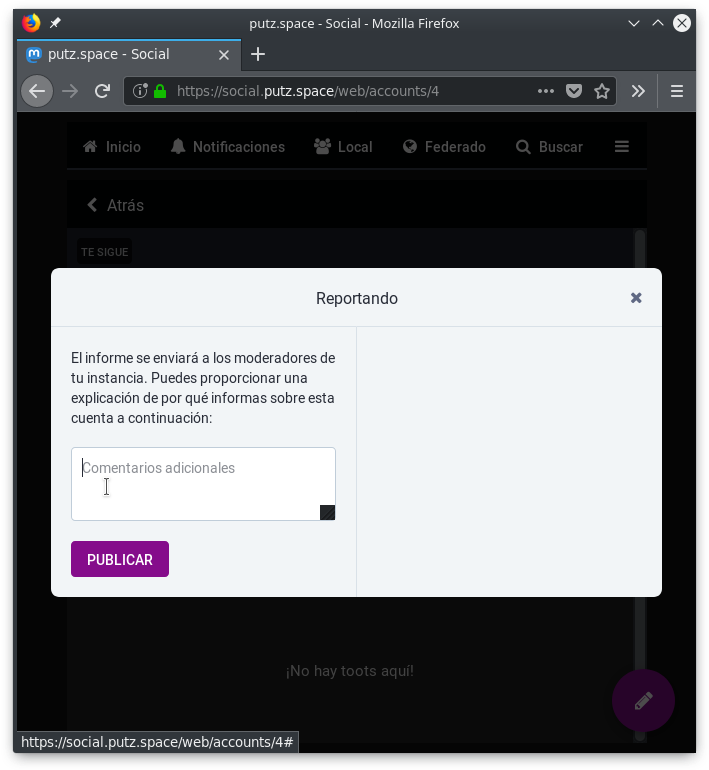 putz.space - Social - Mozilla Firefox
putz.space - Social
https://social.putz.space/web/accounts/4
Inicio Notificaciones Local Federado Buscar
Atrás
TE SIGUE
Reportando
El informe se enviará a los moderadores de
tu instancia. Puedes proporcionar una
explicación de por qué informas sobre esta
cuenta a continuación:
Comentarios adicionales
PUBLICAR
¡No hay toots aquí!
https://social.putz.space/web/accounts/4#